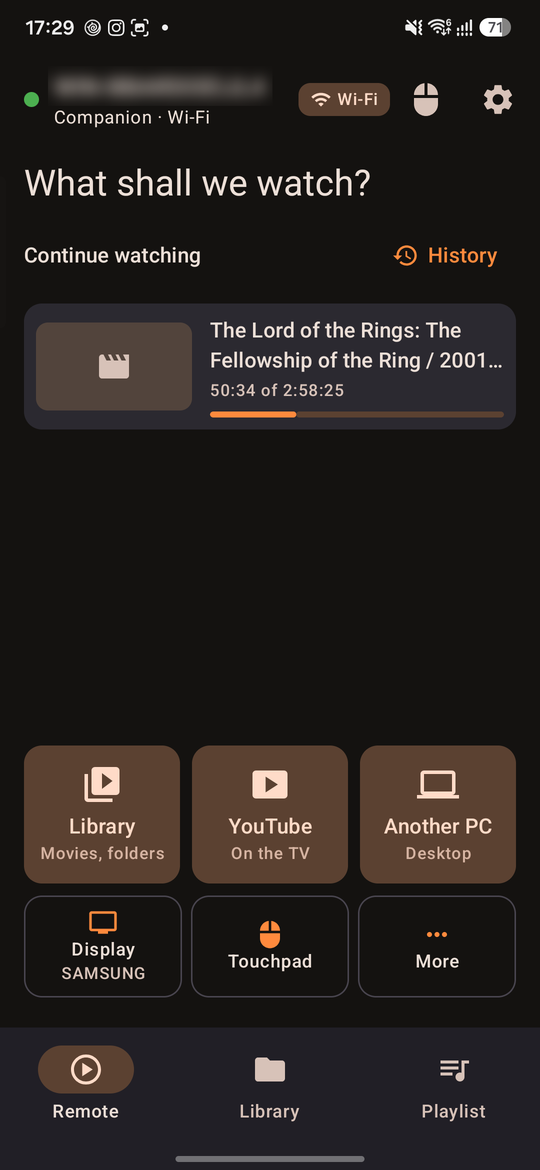 17:29
71
Companion · Wi-Fi
Wi-Fi
What shall we watch?
Continue watching
History
The Lord of the Rings: The
Fellowship of the Ring / 2001…
50:34 of 2:58:25
Library
Movies, folders
YouTube
On the TV
Another PC
Desktop
Display
SAMSUNG
Touchpad
More
Remote
Library
Playlist